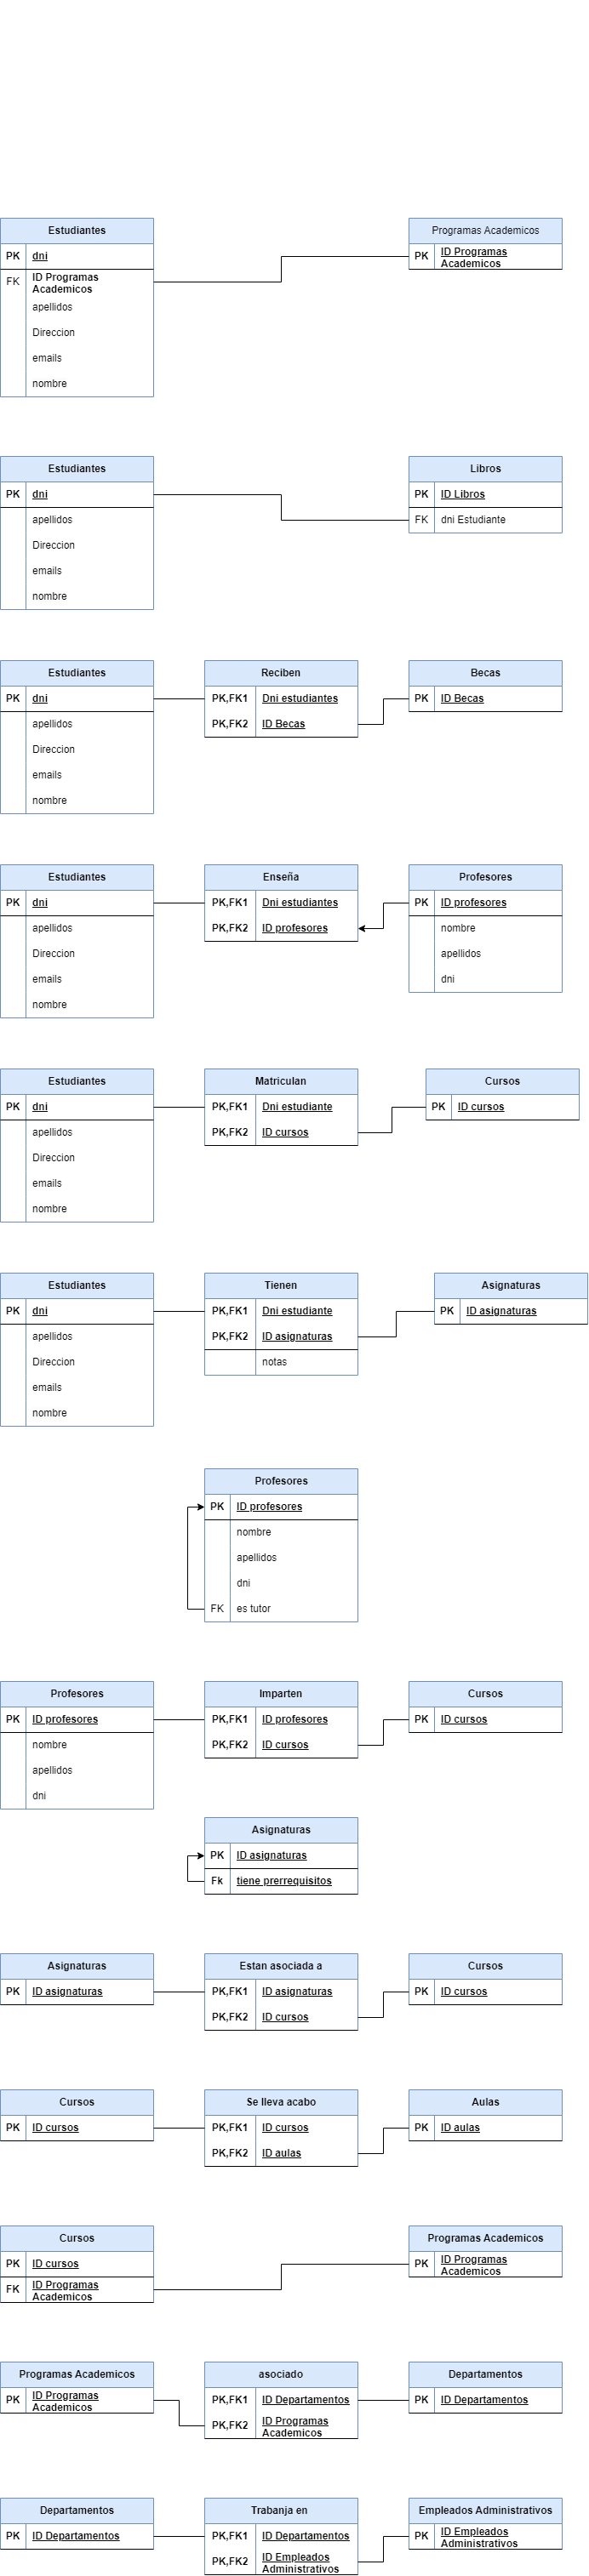 Estudiantes
PK dni
FK ID Programas
Academicos
apellidos
Direccion
emails
nombre
Programas Academicos
PK ID Programas
Academicos
Estudiantes
PK dni
apellidos
Direccion
emails
nombre
Libros
PK ID Libros
FK dni Estudiante
Estudiantes
PK dni
apellidos
Direccion
emails
nombre
Reciben
PK,FK1 Dni estudiantes
PK,FK2 ID Becas
Becas
PK ID Becas
Estudiantes
PK dni
apellidos
Direccion
emails
nombre
Enseña
PK,FK1 Dni estudiantes
PK,FK2 ID profesores
Profesores
PK ID profesores
nombre
apellidos
dni
Estudiantes
PK dni
apellidos
Direccion
emails
nombre
Matriculan
PK,FK1 Dni estudiante
PK,FK2 ID cursos
Cursos
PK ID cursos
Estudiantes
PK dni
apellidos
Direccion
emails
nombre
Tienen
PK,FK1 Dni estudiante
PK,FK2 ID asignaturas
notas
Asignaturas
PK ID asignaturas
Profesores
PK ID profesores
nombre
apellidos
dni
FK es tutor
Profesores
PK ID profesores
nombre
apellidos
dni
Imparten
PK,FK1 ID profesores
PK,FK2 ID cursos
Cursos
PK ID cursos
Asignaturas
PK ID asignaturas
Fk tiene prerrequisitos
Asignaturas
PK ID asignaturas
Estan asociada a
PK,FK1 ID asignaturas
PK,FK2 ID cursos
Cursos
PK ID cursos
Cursos
PK ID cursos
Se lleva acabo
PK,FK1 ID cursos
PK,FK2 ID aulas
Aulas
PK ID aulas
Cursos
PK ID cursos
FK ID Programas
Academicos
Programas Academicos
PK ID Programas
Academicos
Programas Academicos
PK ID Programas
Academicos
asociado
PK,FK1 ID Departamentos
PK,FK2 ID Programas
Academicos
Departamentos
PK ID Departamentos
Departamentos
PK ID Departamentos
Trabanja en
PK,FK1 ID Departamentos
PK,FK2 ID Empleados
Administrativos
Empleados Administrativos
PK ID Empleados
Administrativos